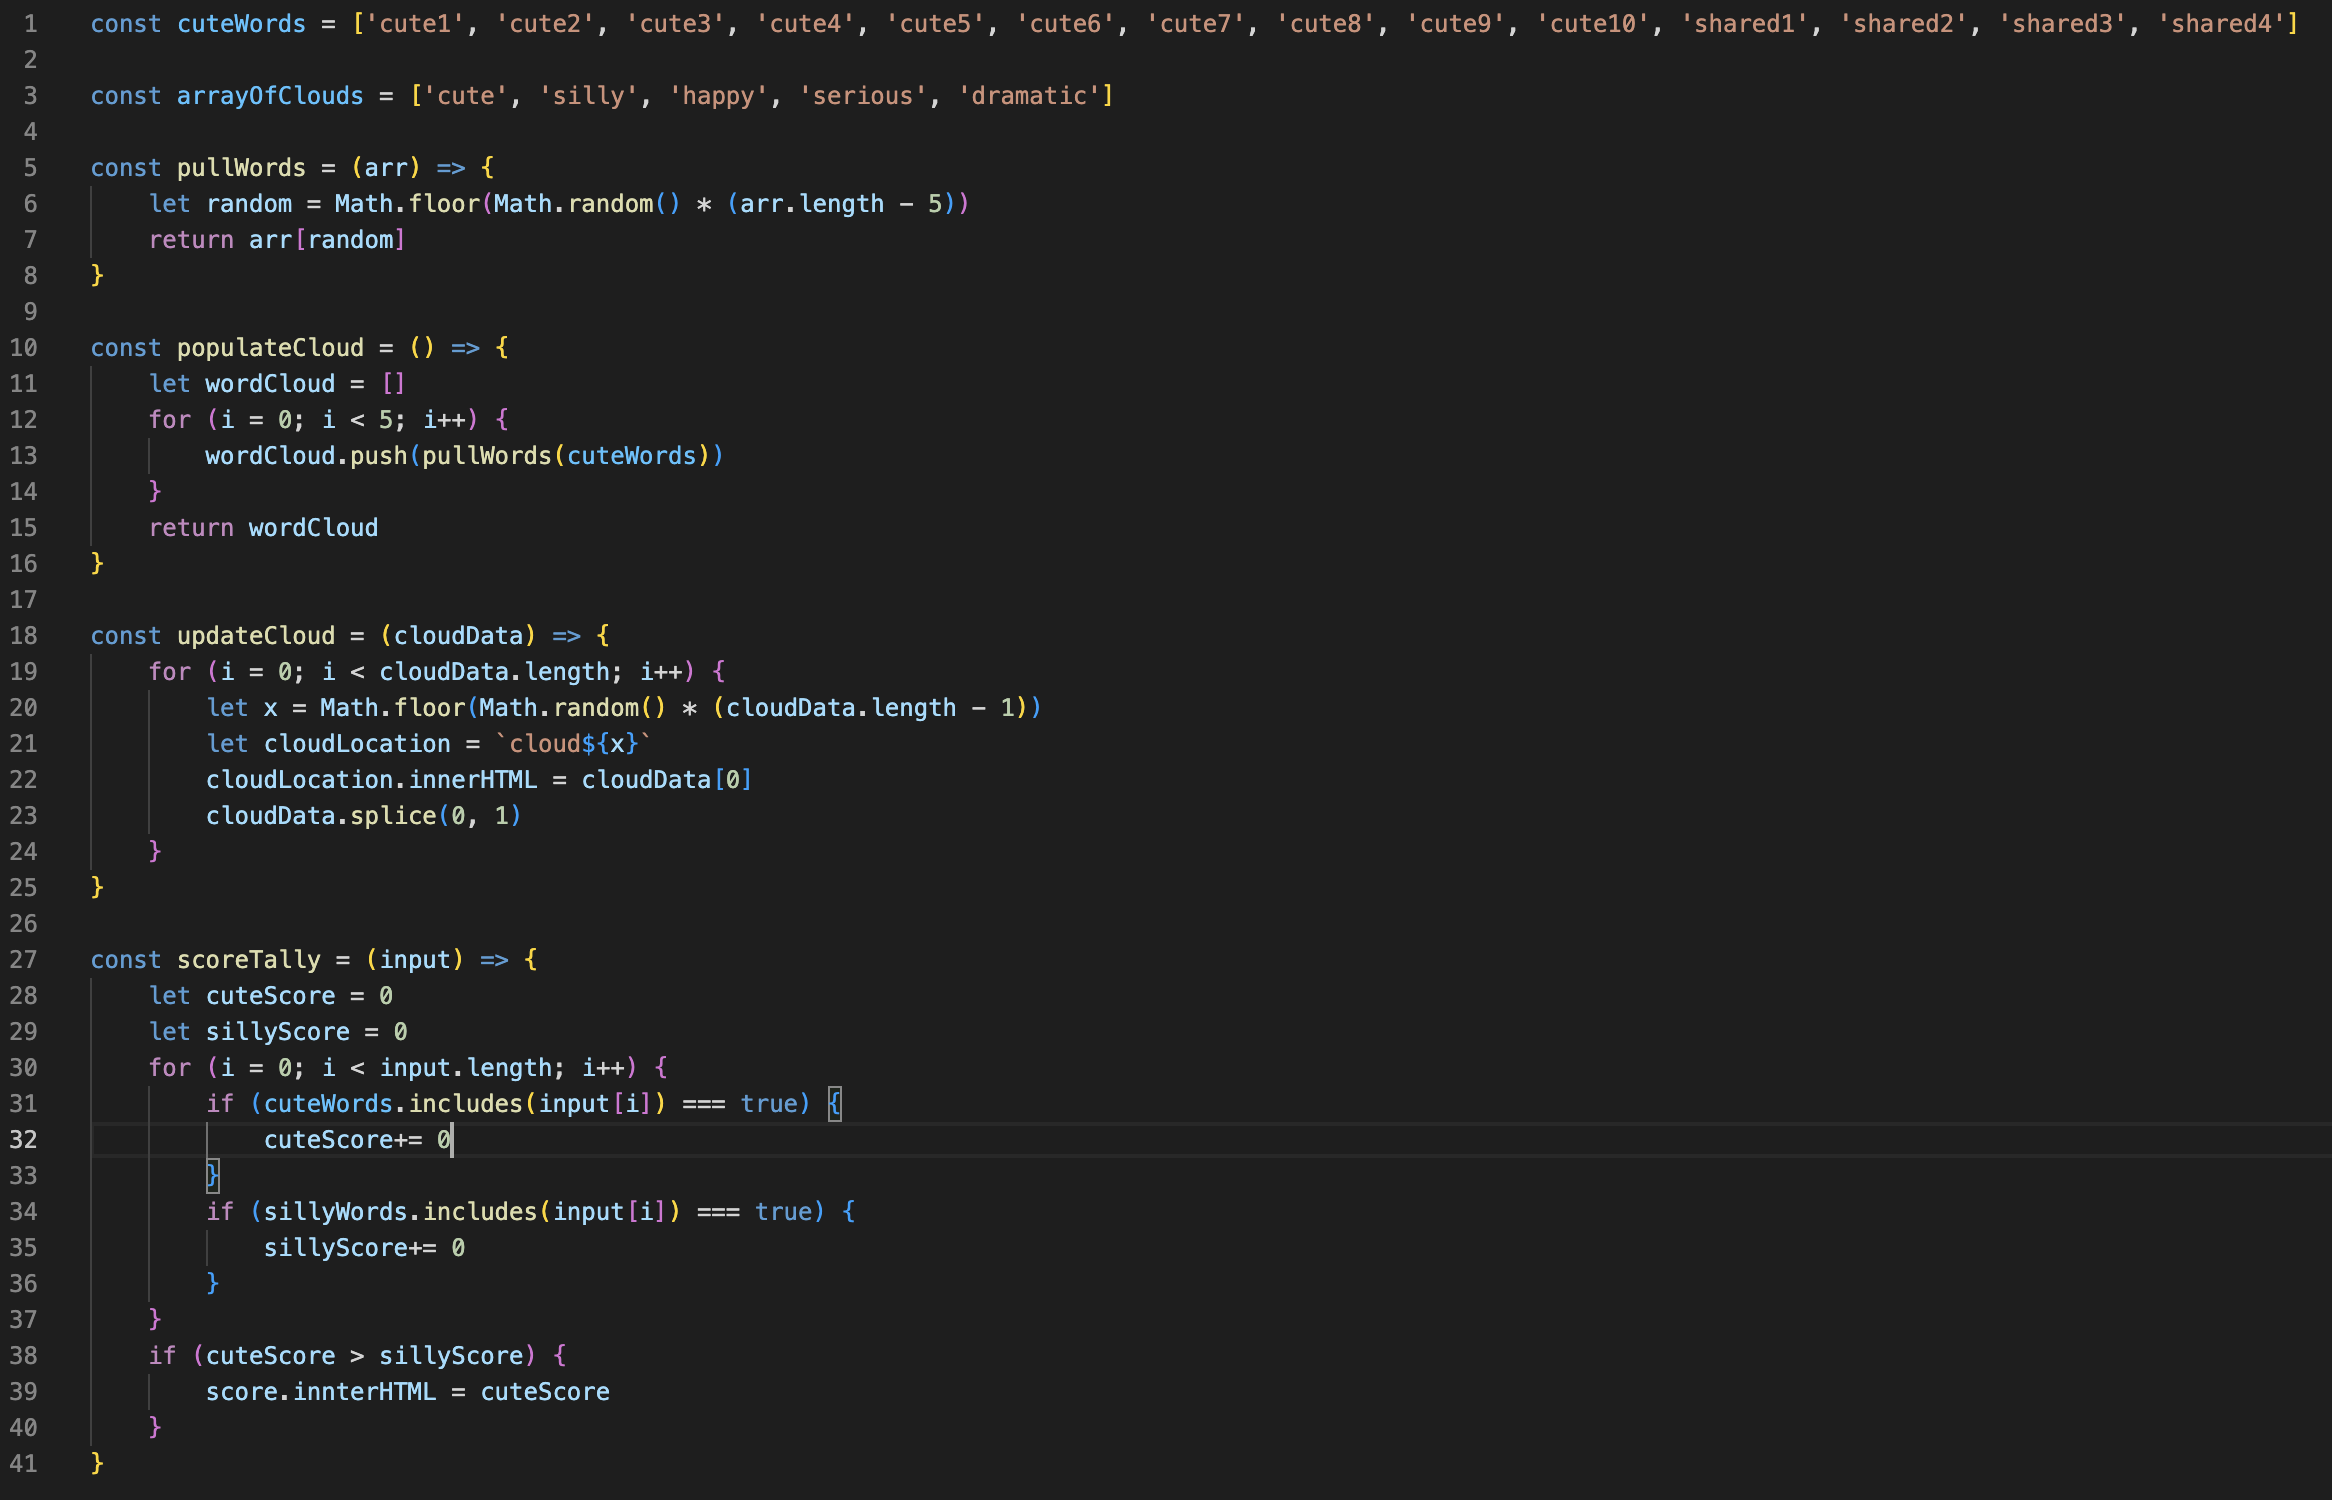 1 const cuteWords = ['cute1', 'cute2', 'cute3', 'cute4', 'cute5', 'cute6', 'cute7', 'cute8', 'cute9', 'cute10', 'shared1', 'shared2', 'shared3', 'shared4']
2
3 const arrayOfClouds = ['cute', 'silly', 'happy', 'serious', 'dramatic']
4
5 const pullWords = (arr) => {
6     let random = Math.floor(Math.random() * (arr.length - 5))
7     return arr[random]
8 }
9
10 const populateCloud = () => {
11     let wordCloud = []
12     for (i = 0; i < 5; i++) {
13         wordCloud.push(pullWords(cuteWords))
14     }
15     return wordCloud
16 }
17
18 const updateCloud = (cloudData) => {
19     for (i = 0; i < cloudData.length; i++) {
20         let x = Math.floor(Math.random() * (cloudData.length - 1))
21         let cloudLocation = `cloud${x}`
22         cloudLocation.innerHTML = cloudData[0]
23         cloudData.splice(0, 1)
24     }
25 }
26
27 const scoreTally = (input) => {
28     let cuteScore = 0
29     let sillyScore = 0
30     for (i = 0; i < input.length; i++) {
31         if (cuteWords.includes(input[i]) === true) {
32             cuteScore+= 0
33         }
34         if (sillyWords.includes(input[i]) === true) {
35             sillyScore+= 0
36         }
37     }
38     if (cuteScore > sillyScore) {
39         score.innterHTML = cuteScore
40     }
41 }